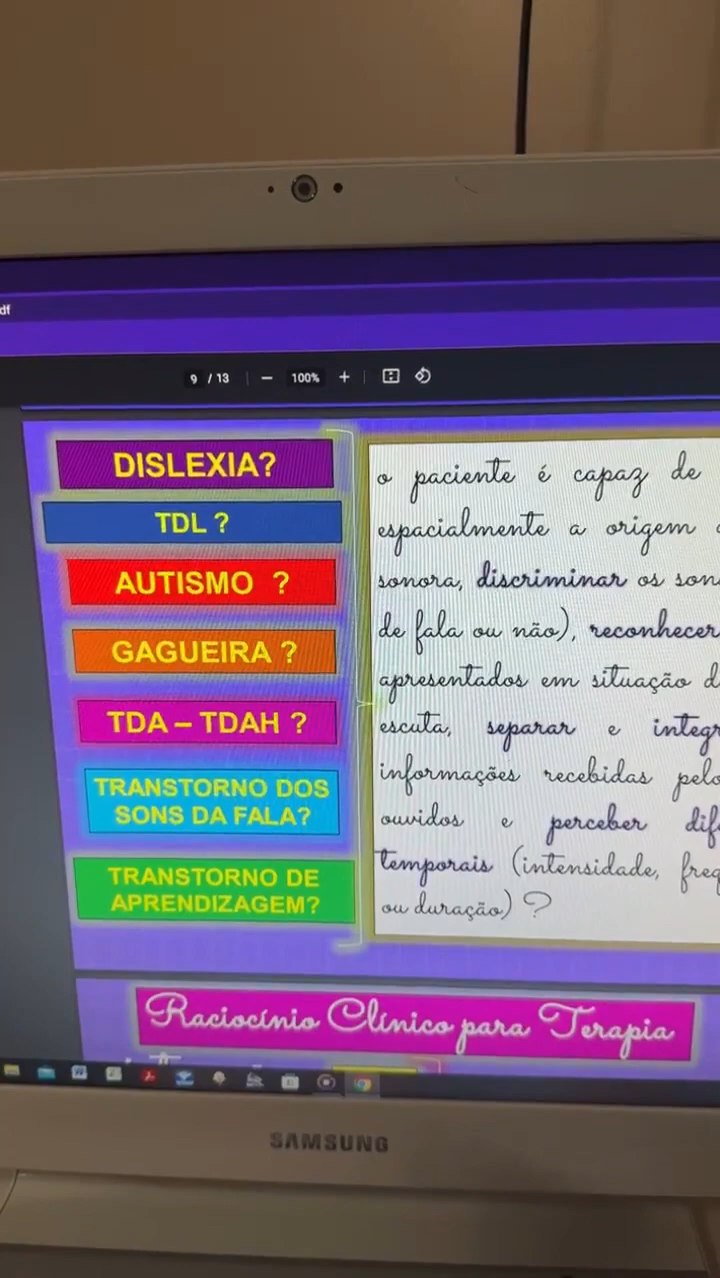 df
9 / 13 — 100% +
DISLEXIA?
TDL ?
AUTISMO ?
GAGUEIRA ?
TDA – TDAH ?
TRANSTORNO DOS
SONS DA FALA?
TRANSTORNO DE
APRENDIZAGEM?
o paciente é capaz de
espacialmente a origem
sonora, discriminar os son
de fala ou não), reconhecer
apresentados em situação d
escuta, separar e integr
informações recebidas pelo
ouvidos e perceber dif
temporais (intensidade, freq
ou duração) ?
Raciocínio Clínico para Terapia
SAMSUNG